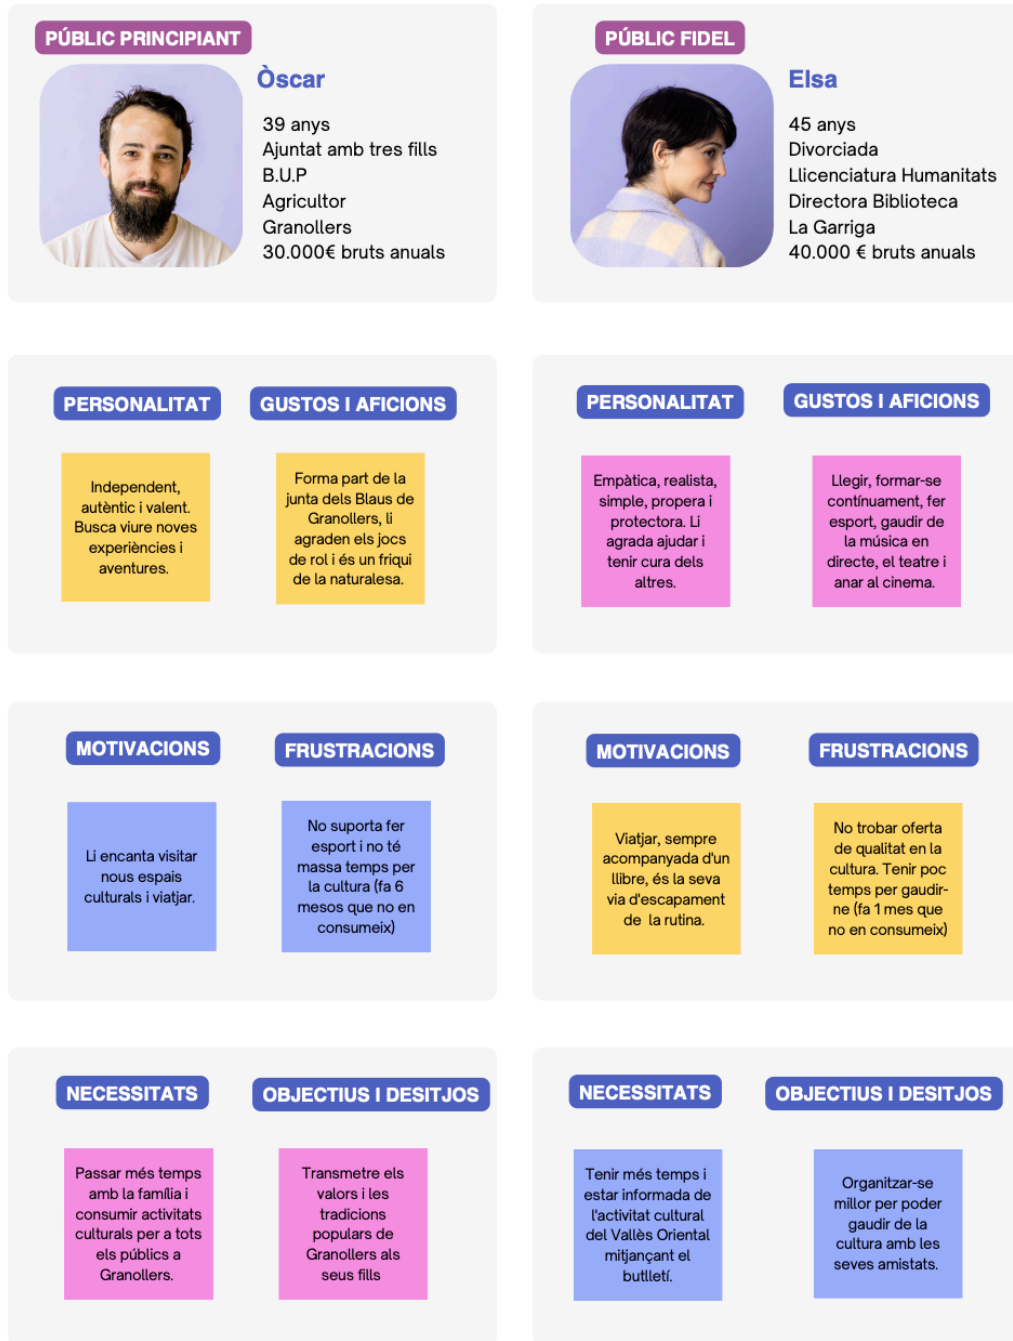 PÚBLIC PRINCIPIANT
Òscar
39 anys
Ajuntat amb tres fills
B.U.P
Agricultor
Granollers
30.000€ bruts anuals
PÚBLIC FIDEL
Elsa
45 anys
Divorciada
Llicenciatura Humanitats
Directora Biblioteca
La Garriga
40.000 € bruts anuals
PERSONALITAT
Independent,
autèntic i valent.
Busca viure noves
experiències i
aventures.
GUSTOS I AFICIONS
Forma part de la
junta dels Blaus de
Granollers, li
agraden els jocs
de rol i és un friqui
de la naturalesa.
PERSONALITAT
Empàtica, realista,
simple, propera i
protectora. Li
agrada ajudar i
tenir cura dels
altres.
GUSTOS I AFICIONS
Llegir, formar-se
contínuament, fer
esport, gaudir de
la música en
directe, el teatre i
anar al cinema.
MOTIVACIONS
Li encanta visitar
nous espais
culturals i viatjar.
FRUSTRACIONS
No suporta fer
esport i no té
massa temps per
la cultura (fa 6
mesos que no en
consumeix)
MOTIVACIONS
Viatjar, sempre
acompanyada d'un
llibre, és la seva
via d'escapament
de la rutina.
FRUSTRACIONS
No trobar oferta
de qualitat en la
cultura. Tenir poc
temps per gaudir-
ne (fa 1 mes que
no en consumeix)
NECESSITATS
Passar més temps
amb la família i
consumir activitats
culturals per a tots
els públics a
Granollers.
OBJECTIUS I DESITJOS
Transmetre els
valors i les
tradicions
populars de
Granollers als
seus fills
NECESSITATS
Tenir més temps i
estar informada de
l'activitat cultural
del Vallès Oriental
mitjançant el
butlletí.
OBJECTIUS I DESITJOS
Organitzar-se
millor per poder
gaudir de la
cultura amb les
seves amistats.